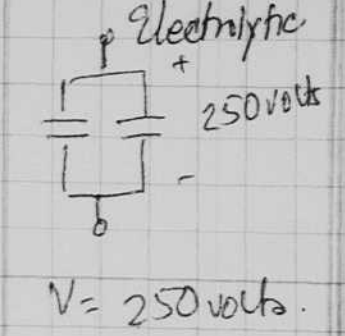 Electrolytic
+
250 volts
-
V = 250 volts.